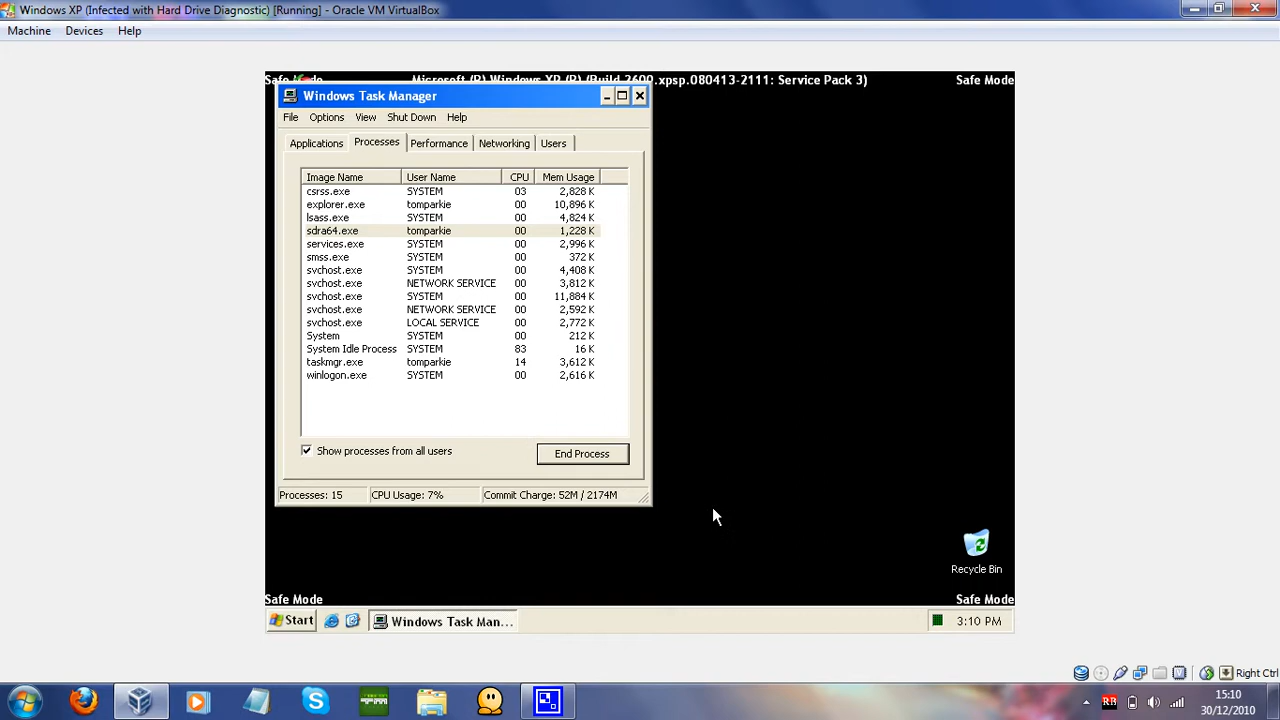 Windows XP (Infected with Hard Drive Diagnostic) [Running] - Oracle VM VirtualBox
Machine Devices Help
Safe Mode Microsoft (R) Windows XP (R) (Build 2600.xpsp.080413-2111: Service Pack 3) Safe Mode
Windows Task Manager
File Options View Shut Down Help
Applications Processes Performance Networking Users
Image Name User Name CPU Mem Usage
csrss.exe SYSTEM 03 2,828 K
explorer.exe tomparkie 00 10,896 K
lsass.exe SYSTEM 00 4,824 K
sdra64.exe tomparkie 00 1,228 K
services.exe SYSTEM 00 2,996 K
smss.exe SYSTEM 00 372 K
svchost.exe SYSTEM 00 4,408 K
svchost.exe NETWORK SERVICE 00 3,812 K
svchost.exe SYSTEM 00 11,884 K
svchost.exe NETWORK SERVICE 00 2,592 K
svchost.exe LOCAL SERVICE 00 2,772 K
System SYSTEM 00 212 K
System Idle Process SYSTEM 83 16 K
taskmgr.exe tomparkie 14 3,612 K
winlogon.exe SYSTEM 00 2,616 K
Show processes from all users End Process
Processes: 15 CPU Usage: 7% Commit Charge: 52M / 2174M
Recycle Bin
Safe Mode Safe Mode
Start Windows Task Man... 3:10 PM
Right Ctrl
RB 15:10
30/12/2010